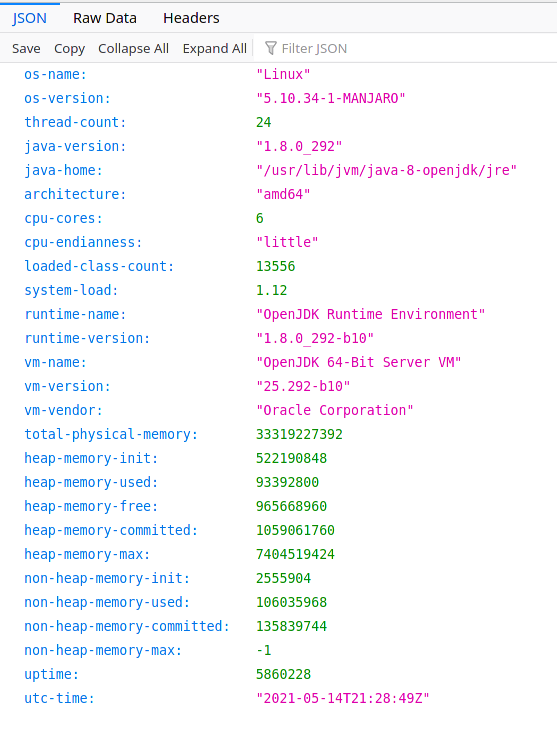 JSON Raw Data Headers
Save Copy Collapse All Expand All Filter JSON
os-name: "Linux"
os-version: "5.10.34-1-MANJARO"
thread-count: 24
java-version: "1.8.0_292"
java-home: "/usr/lib/jvm/java-8-openjdk/jre"
architecture: "amd64"
cpu-cores: 6
cpu-endianness: "little"
loaded-class-count: 13556
system-load: 1.12
runtime-name: "OpenJDK Runtime Environment"
runtime-version: "1.8.0_292-b10"
vm-name: "OpenJDK 64-Bit Server VM"
vm-version: "25.292-b10"
vm-vendor: "Oracle Corporation"
total-physical-memory: 33319227392
heap-memory-init: 522190848
heap-memory-used: 93392800
heap-memory-free: 965668960
heap-memory-committed: 1059061760
heap-memory-max: 7404519424
non-heap-memory-init: 2555904
non-heap-memory-used: 106035968
non-heap-memory-committed: 135839744
non-heap-memory-max: -1
uptime: 5860228
utc-time: "2021-05-14T21:28:49Z"